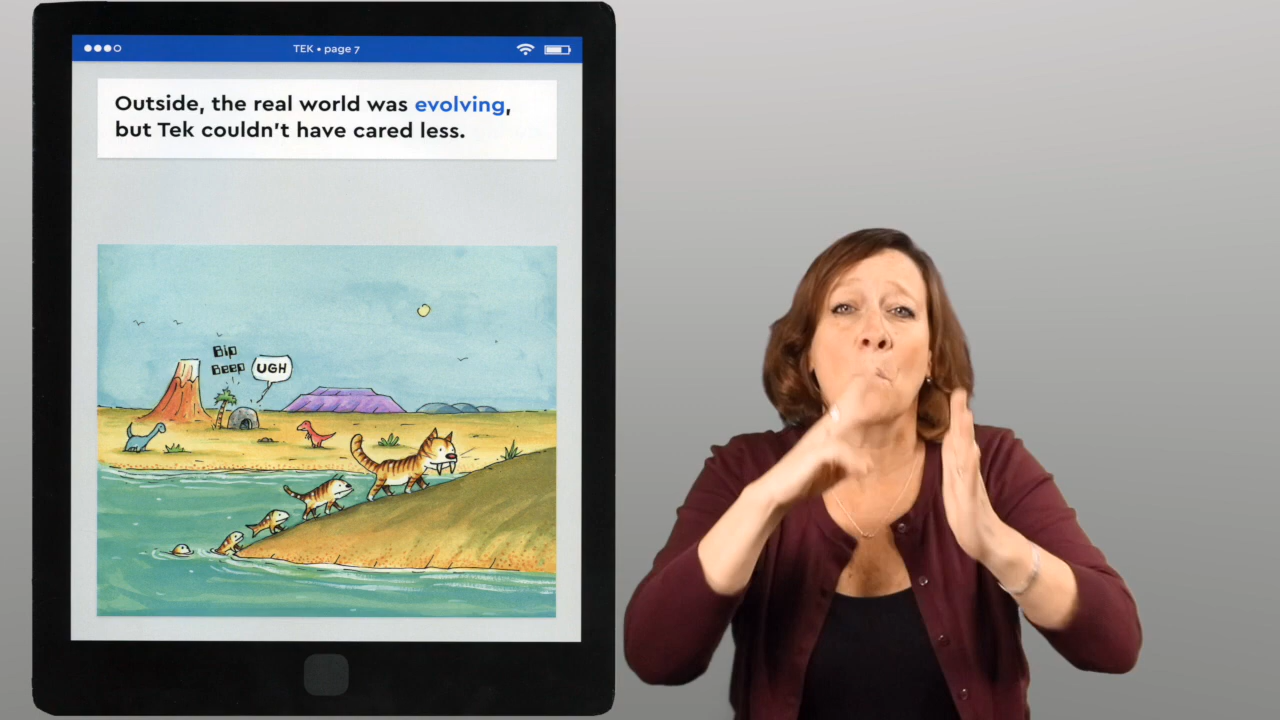 TEK • page 7
Outside, the real world was evolving,
but Tek couldn't have cared less.
Bip
Beep
UGH